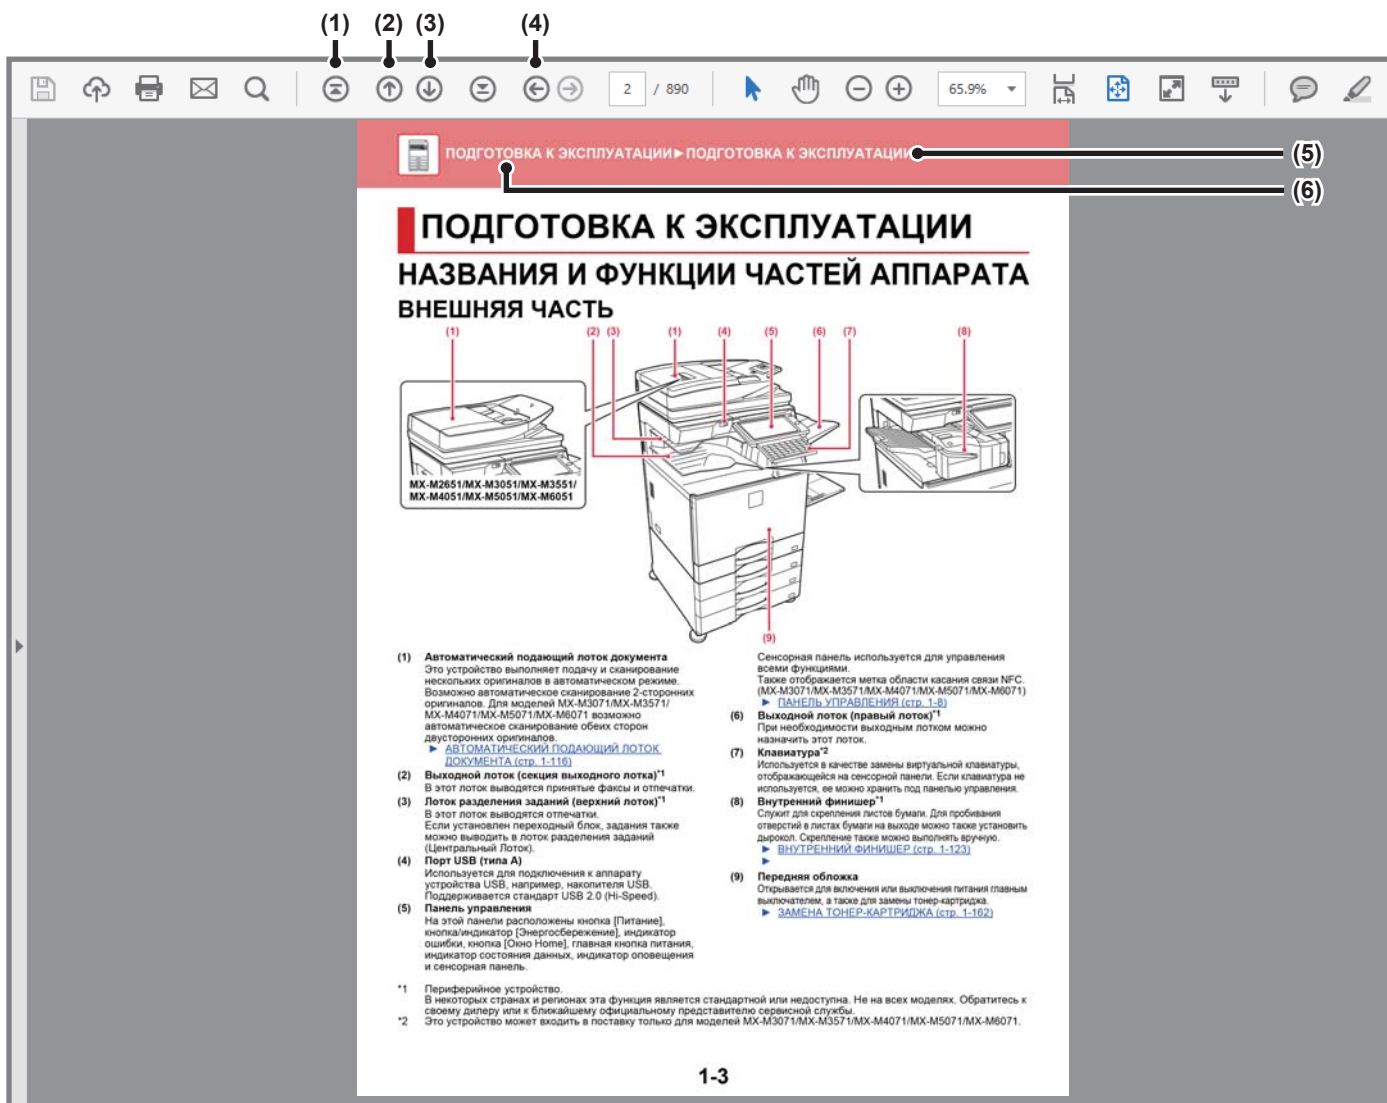 (1) (2) (3) (4)
2 / 890 65.9%
ПОДГОТОВКА К ЭКСПЛУАТАЦИИ►ПОДГОТОВКА К ЭКСПЛУАТАЦИИ
(5)
(6)
ПОДГОТОВКА К ЭКСПЛУАТАЦИИ
НАЗВАНИЯ И ФУНКЦИИ ЧАСТЕЙ АППАРАТА
ВНЕШНЯЯ ЧАСТЬ
(1) (2) (3) (1) (4) (5) (6) (7) (8)
(3)
(2)
MX-M2651/MX-M3051/MX-M3551/
MX-M4051/MX-M5051/MX-M6051
(9)
(1) Автоматический подающий лоток документа
Это устройство выполняет подачу и сканирование
нескольких оригиналов в автоматическом режиме.
Возможно автоматическое сканирование 2-сторонних
оригиналов. Для моделей MX-M3071/MX-M3571/
MX-M4071/MX-M5071/MX-M6071 возможно
автоматическое сканирование обеих сторон
двусторонних оригиналов.
► АВТОМАТИЧЕСКИЙ ПОДАЮЩИЙ ЛОТОК
ДОКУМЕНТА (стр. 1-116)
(2) Выходной лоток (секция выходного лотка)*1
В этот лоток выводятся принятые факсы и отпечатки.
(3) Лоток разделения заданий (верхний лоток)*1
В этот лоток выводятся отпечатки.
Если установлен переходный блок, задания также
можно выводить в лоток разделения заданий
(Центральный Лоток).
(4) Порт USB (типа A)
Используется для подключения к аппарату
устройства USB, например, накопителя USB.
Поддерживается стандарт USB 2.0 (Hi-Speed).
(5) Панель управления
На этой панели расположены кнопка [Питание],
кнопка/индикатор [Энергосбережение], индикатор
ошибки, кнопка [Окно Home], главная кнопка питания,
индикатор состояния данных, индикатор оповещения
и сенсорная панель.
Сенсорная панель используется для управления
всеми функциями.
Также отображается метка области касания связи NFC.
(MX-M3071/MX-M3571/MX-M4071/MX-M5071/MX-M6071)
► ПАНЕЛЬ УПРАВЛЕНИЯ (стр. 1-8)
(6) Выходной лоток (правый лоток)*1
При необходимости выходным лотком можно
назначить этот лоток.
(7) Клавиатура*2
Используется в качестве замены виртуальной клавиатуры,
отображающейся на сенсорной панели. Если клавиатура не
используется, ее можно хранить под панелью управления.
(8) Внутренний финишер*1
Служит для скрепления листов бумаги. Для пробивания
отверстий в листах бумаги на выходе можно также установить
дырокол. Скрепление также можно выполнять вручную.
► ВНУТРЕННИЙ ФИНИШЕР (стр. 1-123)
►
(9) Передняя обложка
Открывается для включения или выключения питания главным
выключателем, а также для замены тонер-картриджа.
► ЗАМЕНА ТОНЕР-КАРТРИДЖА (стр. 1-162)
*1 Периферийное устройство.
В некоторых странах и регионах эта функция является стандартной или недоступна. Не на всех моделях. Обратитесь к
своему дилеру или к ближайшему официальному представителю сервисной службы.
*2 Это устройство может входить в поставку только для моделей MX-M3071/MX-M3571/MX-M4071/MX-M5071/MX-M6071.
1-3